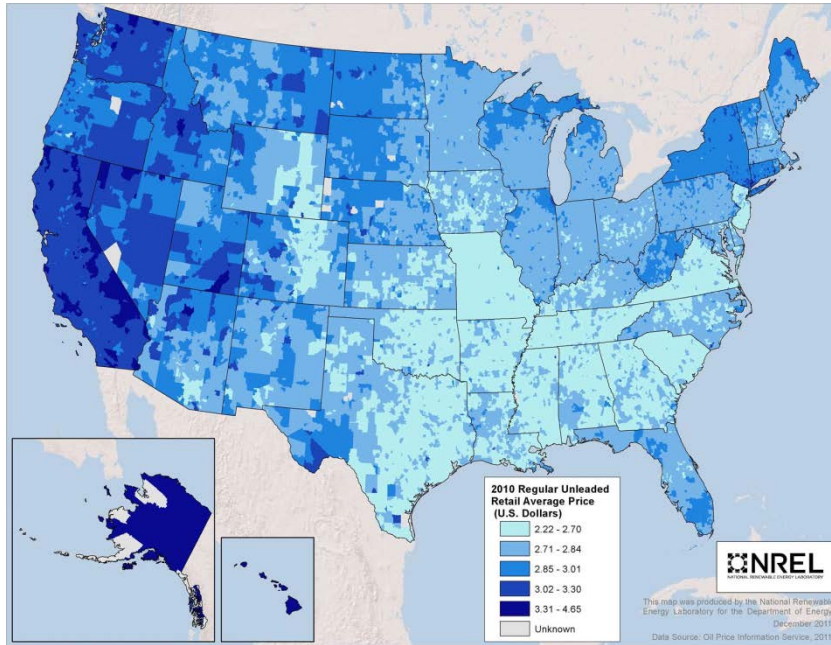 2010 Regular Unleaded
Retail Average Price
(U.S. Dollars)
2.22 - 2.70
2.71 - 2.84
2.85 - 3.01
3.02 - 3.30
3.31 - 4.65
Unknown
NREL
NATIONAL RENEWABLE ENERGY LABORATORY
This map was produced by the National Renewable
Energy Laboratory for the Department of Energy
December 2011
Data Source: Oil Price Information Service, 2011